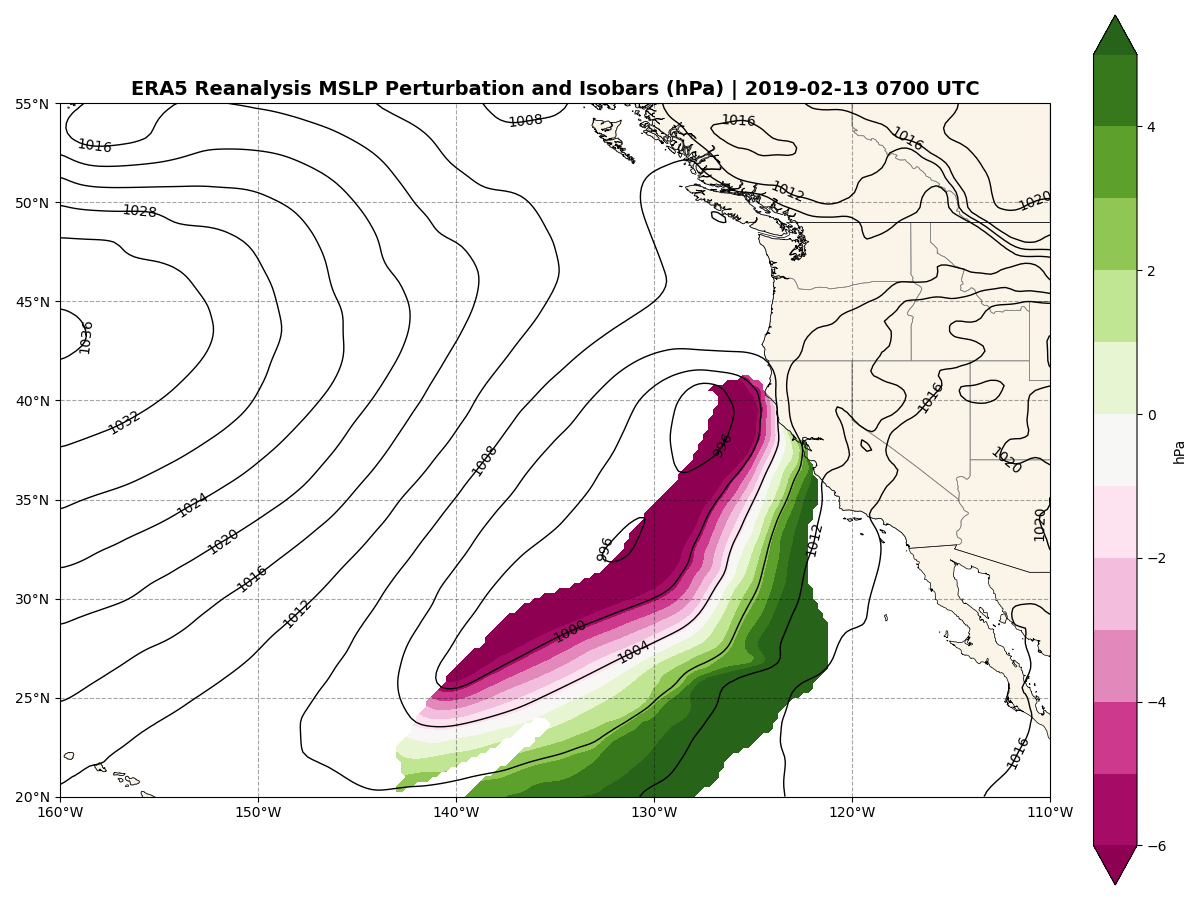 ERA5 Reanalysis MSLP Perturbation and Isobars (hPa) | 2019-02-13 0700 UTC
55°N
50°N
45°N
40°N
35°N
30°N
25°N
20°N
160°W 150°W 140°W 130°W 120°W 110°W
1016
1008
1016
1016
1012
1020
1028
1036
1032
1016
1008
996
1020
1024
1020
1012
1020
996
1016
1012
1000
1004
1016
4
2
0
−2
−4
−6
hPa